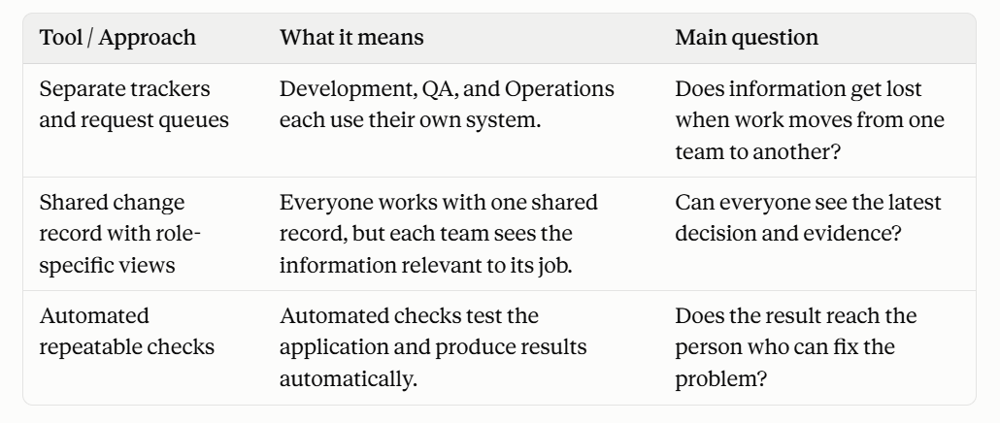 Tool / Approach
What it means
Main question
Separate trackers
and request queues
Development, QA, and Operations
each use their own system.
Does information get lost
when work moves from one
team to another?
Shared change
record with role-
specific views
Everyone works with one shared
record, but each team sees the
information relevant to its job.
Can everyone see the latest
decision and evidence?
Automated
repeatable checks
Automated checks test the
application and produce results
automatically.
Does the result reach the
person who can fix the
problem?